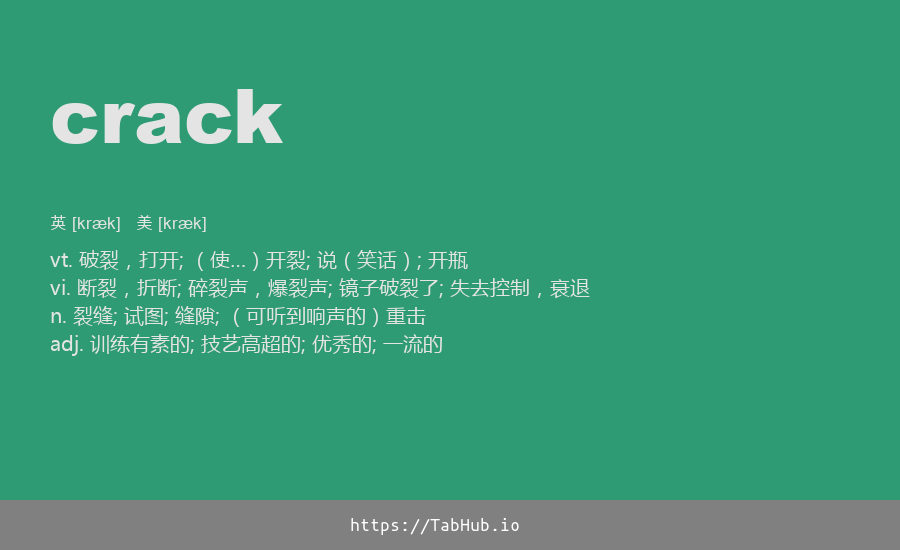 crack
英 [kræk] 美 [kræk]
vt. 破裂，打开; （使…）开裂; 说（笑话）; 开瓶
vi. 断裂，折断; 碎裂声，爆裂声; 镜子破裂了; 失去控制，衰退
n. 裂缝; 试图; 缝隙; （可听到响声的）重击
adj. 训练有素的; 技艺高超的; 优秀的; 一流的
https://TabHub.io